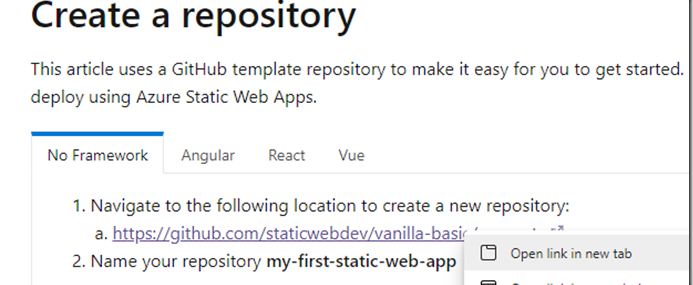 Create a repository
This article uses a GitHub template repository to make it easy for you to get started.
deploy using Azure Static Web Apps.
No Framework Angular React Vue
1. Navigate to the following location to create a new repository:
a. https://github.com/staticwebdev/vanilla-basic
2. Name your repository my-first-static-web-app
Open link in new tab